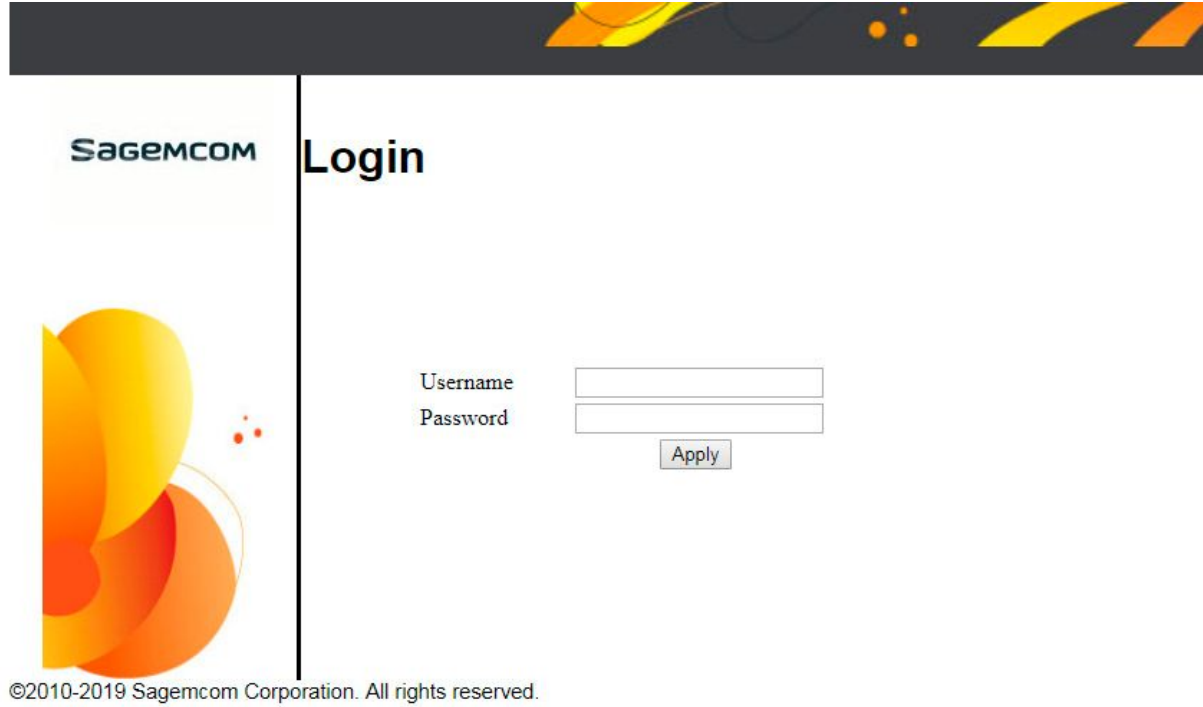 Sagemcom
Login
Username
Password
Apply
©2010-2019 Sagemcom Corporation. All rights reserved.